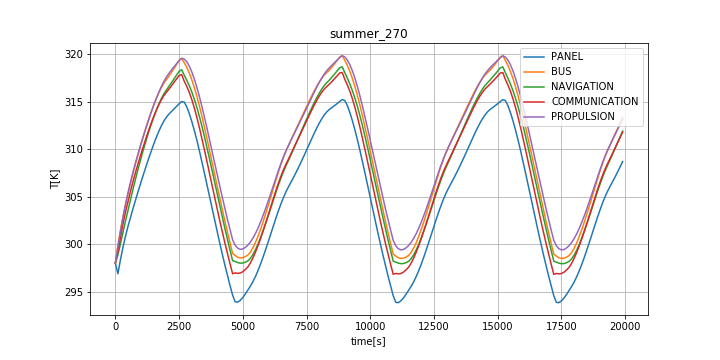 summer_270
T[K]
320
315
310
305
300
295
PANEL
BUS
NAVIGATION
COMMUNICATION
PROPULSION
0
2500
5000
7500
10000
12500
15000
17500
20000
time[s]